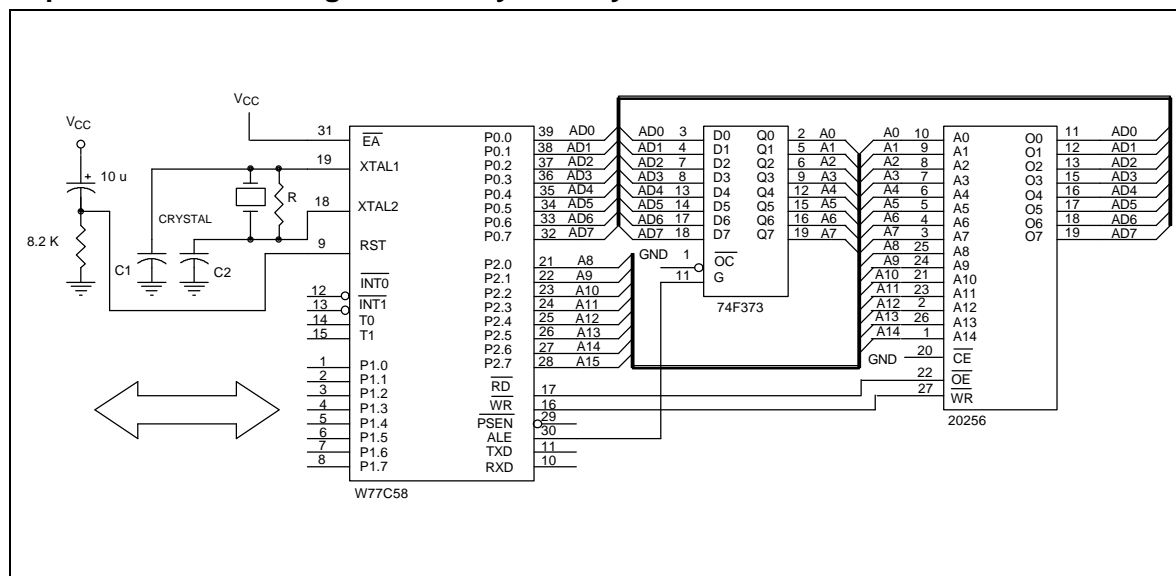 VCC
VCC
10 u
+
8.2 K
C1
CRYSTAL
C2
R
31 EA
19 XTAL1
18 XTAL2
9 RST
12 INT0
13 INT1
14 T0
15 T1
1 P1.0
2 P1.1
3 P1.2
4 P1.3
5 P1.4
6 P1.5
7 P1.6
8 P1.7
P0.0 39 AD0
P0.1 38 AD1
P0.2 37 AD2
P0.3 36 AD3
P0.4 35 AD4
P0.5 34 AD5
P0.6 33 AD6
P0.7 32 AD7
P2.0 21 A8
P2.1 22 A9
P2.2 23 A10
P2.3 24 A11
P2.4 25 A12
P2.5 26 A13
P2.6 27 A14
P2.7 28 A15
RD 17
WR 16
PSEN 29
ALE 30
TXD 11
RXD 10
W77C58
AD0 3 D0 Q0 2 A0
AD1 4 D1 Q1 5 A1
AD2 7 D2 Q2 6 A2
AD3 8 D3 Q3 9 A3
AD4 13 D4 Q4 12 A4
AD5 14 D5 Q5 15 A5
AD6 17 D6 Q6 16 A6
AD7 18 D7 Q7 19 A7
GND 1 OC
11 G
74F373
A0 10 A0 O0 11 AD0
A1 9 A1 O1 12 AD1
A2 8 A2 O2 13 AD2
A3 7 A3 O3 15 AD3
A4 6 A4 O4 16 AD4
A5 5 A5 O5 17 AD5
A6 4 A6 O6 18 AD6
A7 3 A7 O7 19 AD7
A8 25 A8
A9 24 A9
A10 21 A10
A11 23 A11
A12 2 A12
A13 26 A13
A14 1 A14
GND 20 CE
22 OE
27 WR
20256